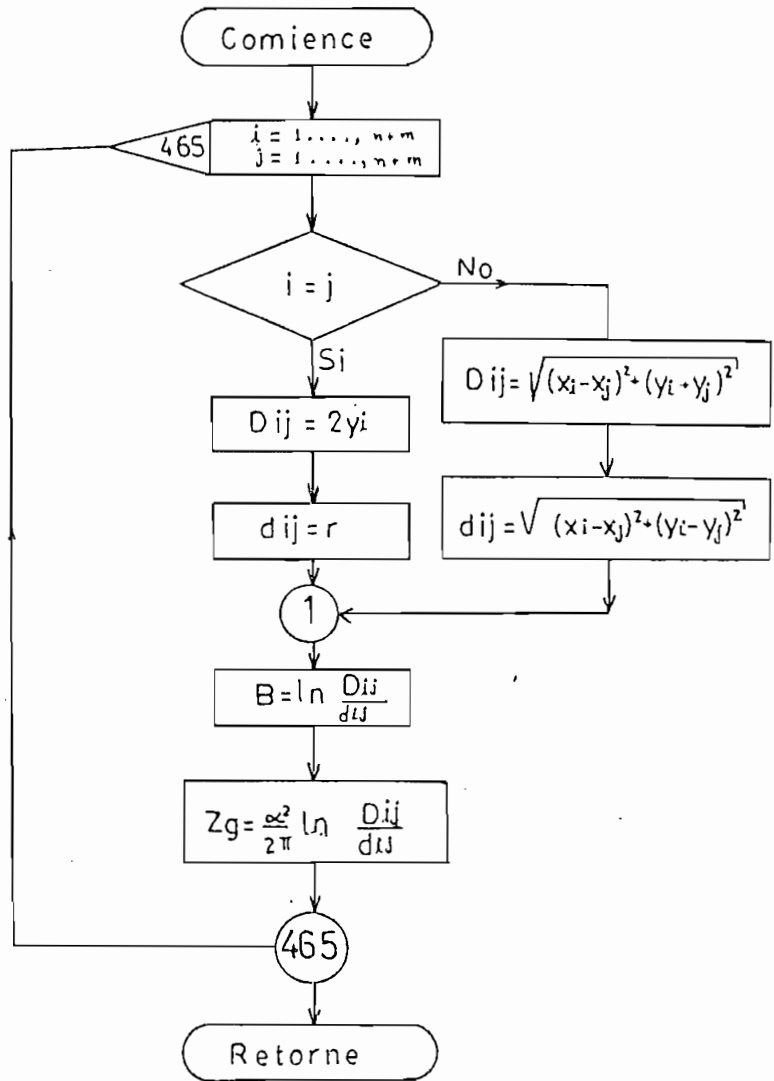 Comience
465
i = 1...., n+m
j = 1...., n+m
i = j
No
Si
Dij = √(xi-xj)²+(yi+yj)²
Dij = 2yi
dij = √(xi-xj)²+(yi-yj)²
dij = r
1
B = ln Dij/dij
Zg = α²/2π ln Dij/dij
465
Retorne